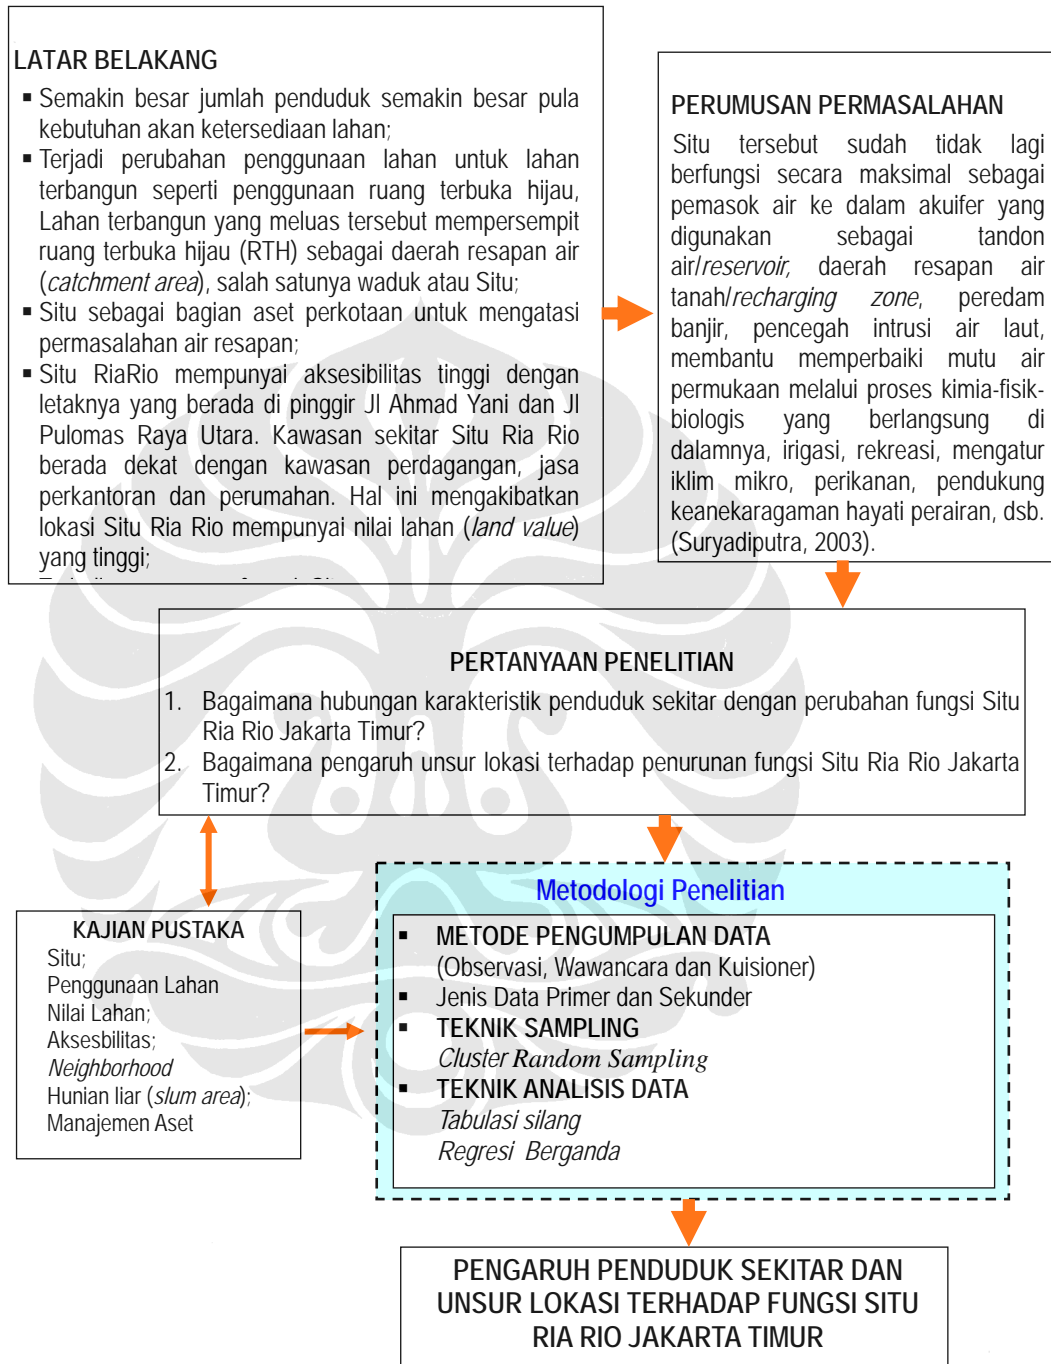 LATAR BELAKANG
▪ Semakin besar jumlah penduduk semakin besar pula
kebutuhan akan ketersediaan lahan;
▪ Terjadi perubahan penggunaan lahan untuk lahan
terbangun seperti penggunaan ruang terbuka hijau,
Lahan terbangun yang meluas tersebut mempersempit
ruang terbuka hijau (RTH) sebagai daerah resapan air
(catchment area), salah satunya waduk atau Situ;
▪ Situ sebagai bagian aset perkotaan untuk mengatasi
permasalahan air resapan;
▪ Situ RiaRio mempunyai aksesibilitas tinggi dengan
letaknya yang berada di pinggir Jl Ahmad Yani dan Jl
Pulomas Raya Utara. Kawasan sekitar Situ Ria Rio
berada dekat dengan kawasan perdagangan, jasa
perkantoran dan perumahan. Hal ini mengakibatkan
lokasi Situ Ria Rio mempunyai nilai lahan (land value)
yang tinggi;
PERUMUSAN PERMASALAHAN
Situ tersebut sudah tidak lagi
berfungsi secara maksimal sebagai
pemasok air ke dalam akuifer yang
digunakan sebagai tandon
air/reservoir, daerah resapan air
tanah/recharging zone, peredam
banjir, pencegah intrusi air laut,
membantu memperbaiki mutu air
permukaan melalui proses kimia-fisik-
biologis yang berlangsung di
dalamnya, irigasi, rekreasi, mengatur
iklim mikro, perikanan, pendukung
keanekaragaman hayati perairan, dsb.
(Suryadiputra, 2003).
PERTANYAAN PENELITIAN
1. Bagaimana hubungan karakteristik penduduk sekitar dengan perubahan fungsi Situ
Ria Rio Jakarta Timur?
2. Bagaimana pengaruh unsur lokasi terhadap penurunan fungsi Situ Ria Rio Jakarta
Timur?
KAJIAN PUSTAKA
Situ;
Penggunaan Lahan
Nilai Lahan;
Aksesbilitas;
Neighborhood
Hunian liar (slum area);
Manajemen Aset
Metodologi Penelitian
▪ METODE PENGUMPULAN DATA
(Observasi, Wawancara dan Kuisioner)
▪ Jenis Data Primer dan Sekunder
▪ TEKNIK SAMPLING
Cluster Random Sampling
▪ TEKNIK ANALISIS DATA
Tabulasi silang
Regresi Berganda
PENGARUH PENDUDUK SEKITAR DAN
UNSUR LOKASI TERHADAP FUNGSI SITU
RIA RIO JAKARTA TIMUR